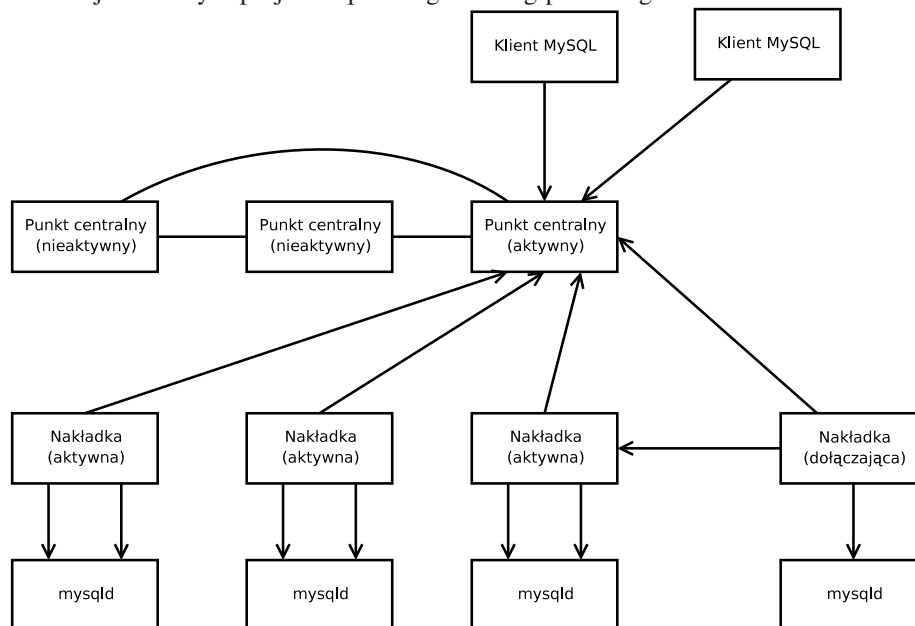 Klient MySQL
Klient MySQL
Punkt centralny
(nieaktywny)
Punkt centralny
(nieaktywny)
Punkt centralny
(aktywny)
Nakładka
(aktywna)
Nakładka
(aktywna)
Nakładka
(aktywna)
Nakładka
(dołączająca)
mysqld
mysqld
mysqld
mysqld